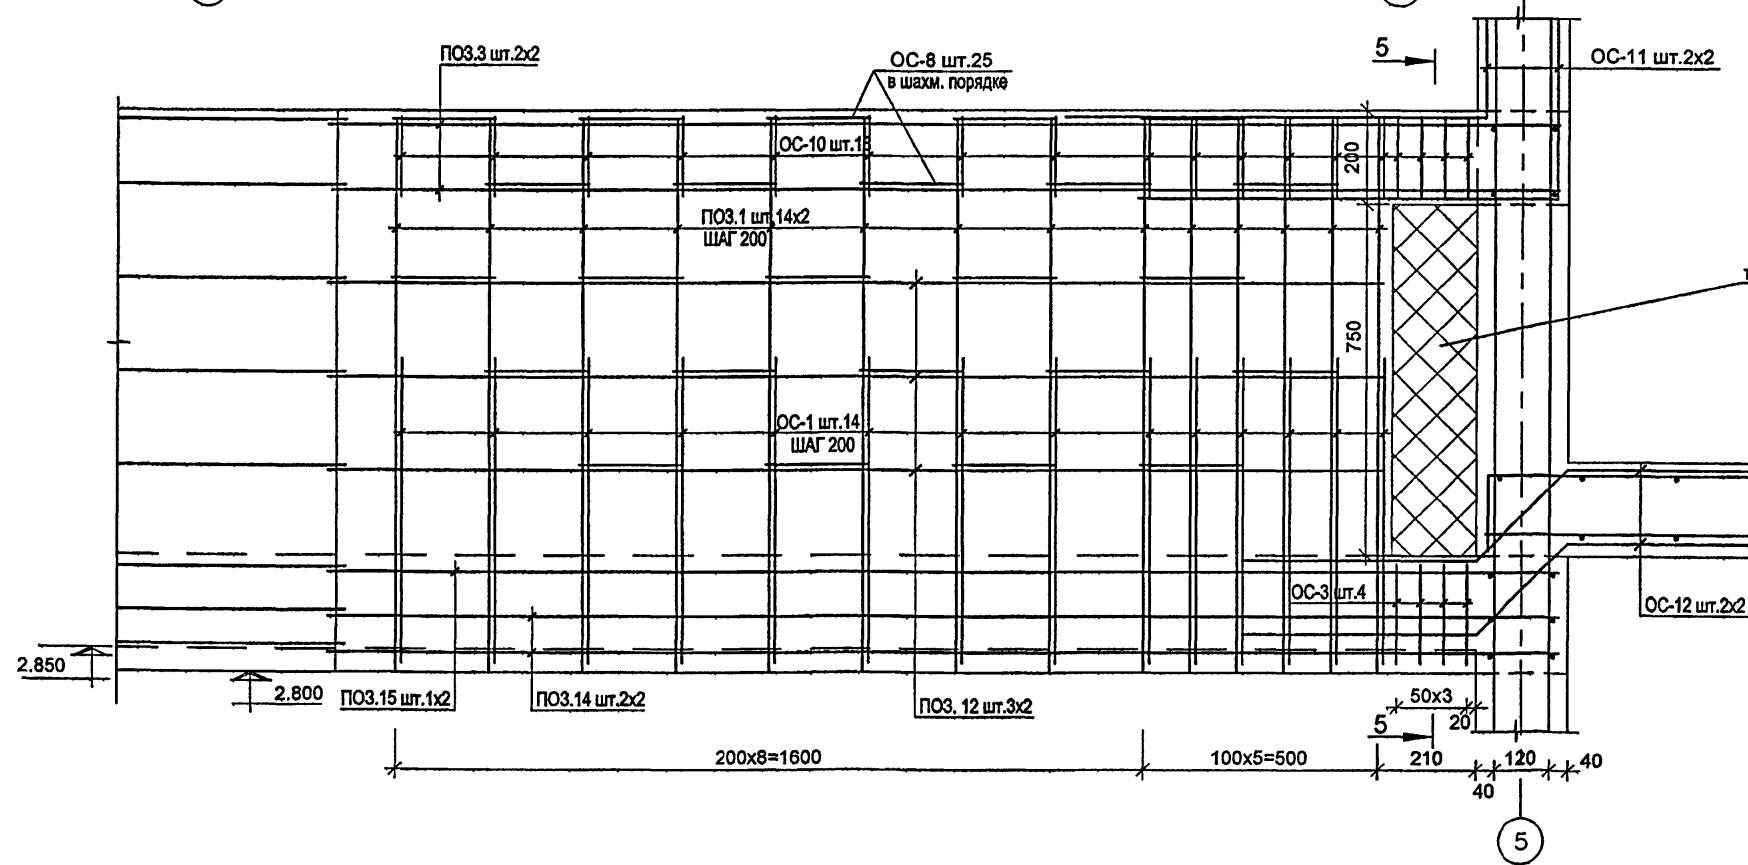 ПОЗ.3 шт.2х2
ОС-8 шт.25
в шахм. порядке
5
ОС-11 шт.2х2
ОС-10 шт.1
200
ПОЗ.1 шт.14х2
ШАГ 200
750
ОС-1 шт.14
ШАГ 200
ОС-3 шт.4
ОС-12 шт.2х2
2.850
2.800
ПОЗ.15 шт.1х2
ПОЗ.14 шт.2х2
ПОЗ. 12 шт.3х2
50х3
20
5
200х8=1600
100х5=500
210
120
40
40
5